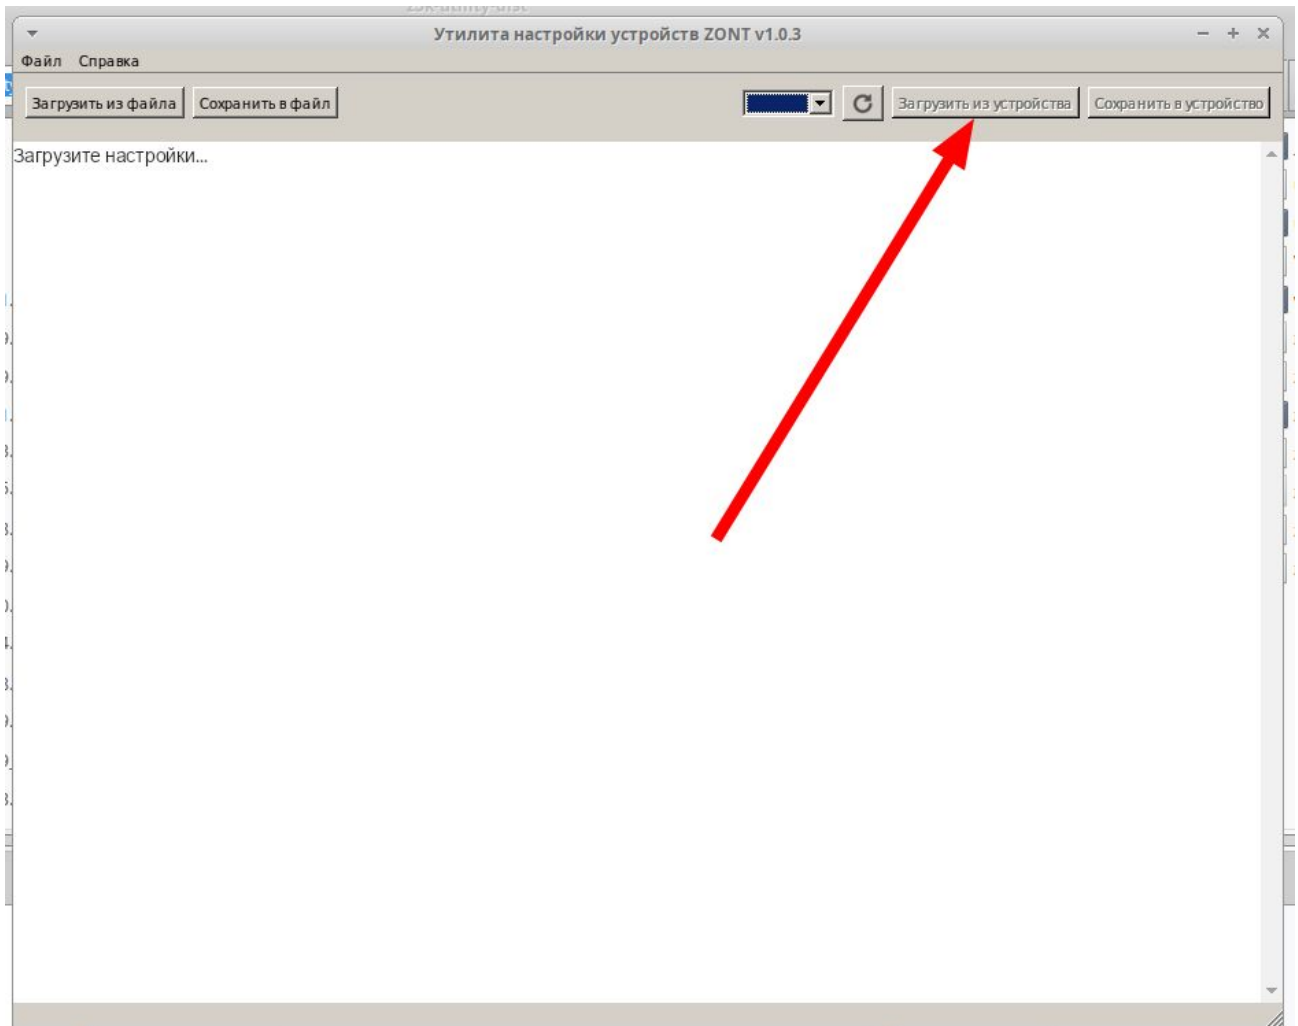 Утилита настройки устройств ZONT v1.0.3
Файл Справка
Загрузить из файла Сохранить в файл Загрузить из устройства Сохранить в устройство
Загрузите настройки...